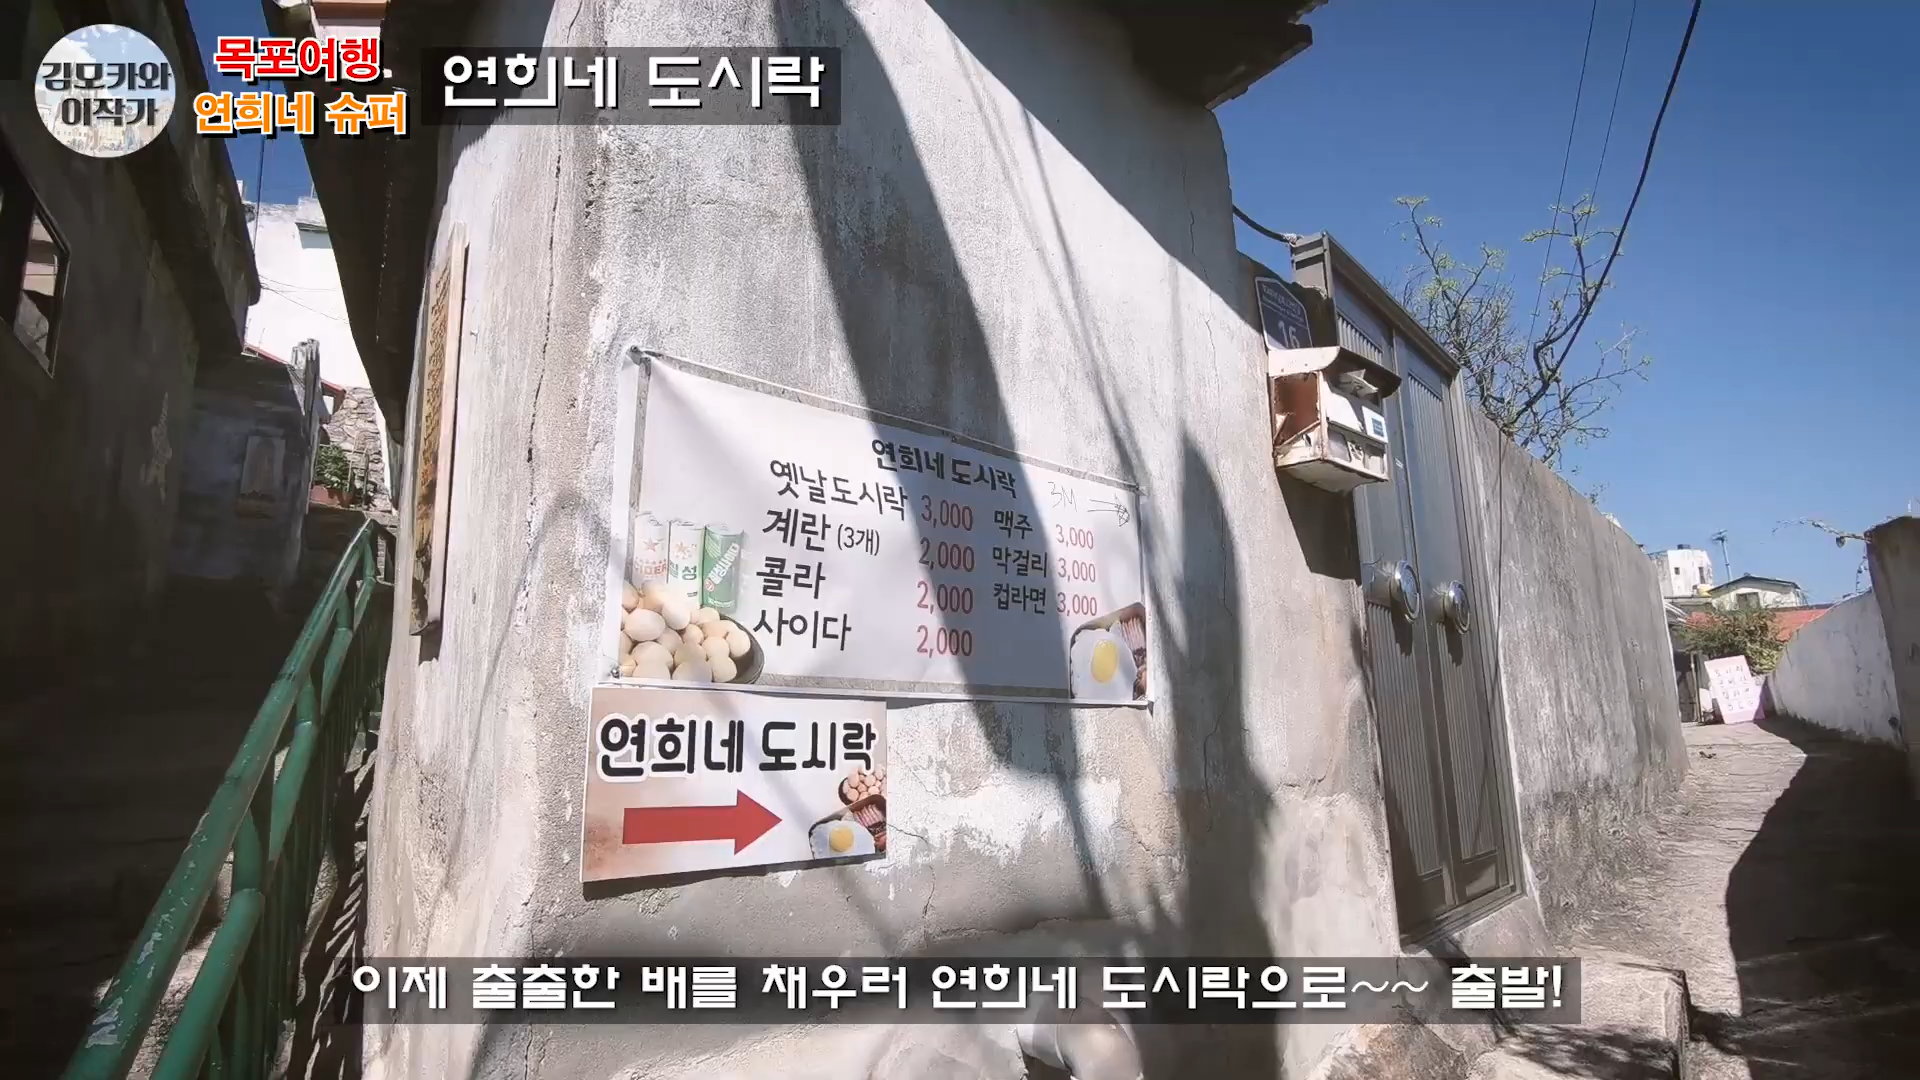 김모카와
이작가
목포여행
연희네 슈퍼
연희네 도시락
연희네 도시락
3M
옛날도시락 3,000
계란 (3개) 2,000
콜라 2,000
사이다 2,000
맥주 3,000
막걸리 3,000
컵라면 3,000
연희네 도시락
16
이제 출출한 배를 채우러 연희네 도시락으로~~ 출발!